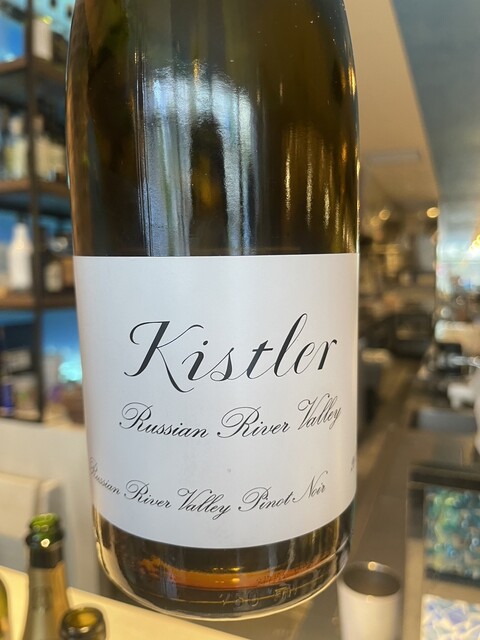 Kistler
Russian River Valley
Russian River Valley Pinot Noir